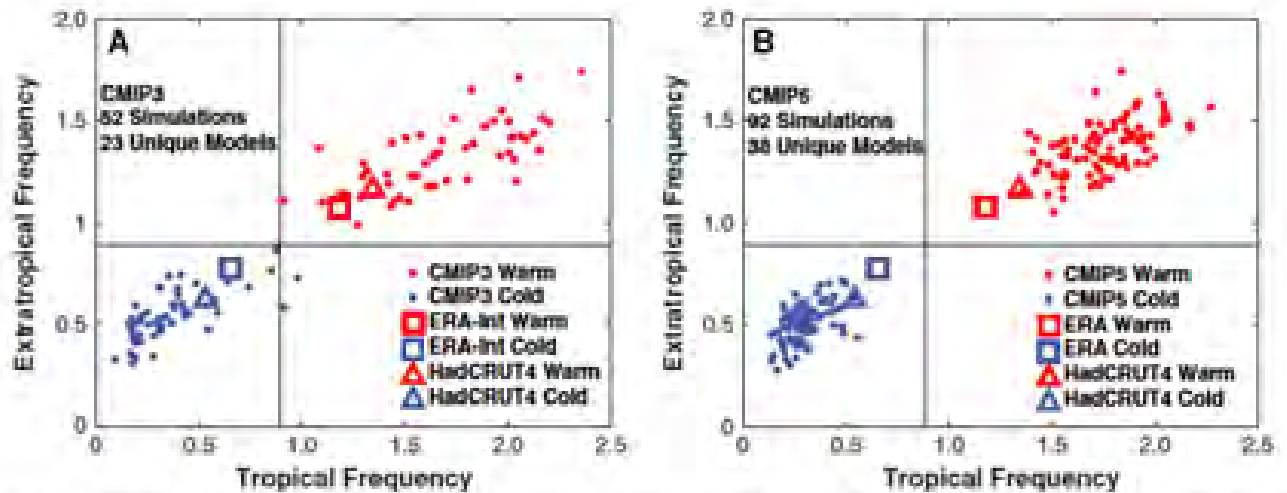 2.0
1.5
1
0.5
0
Extratropical Frequency
A
CMIP3
52 Simulations
23 Unique Models
CMIP3 Warm
CMIP3 Cold
ERA-Int Warm
ERA-Int Cold
HadCRUT4 Warm
HadCRUT4 Cold
0 0.5 1.0 1.5 2.0 2.5
Tropical Frequency
2.0
1.5
1.0
0.5
0
Extratropical Frequency
B
CMIP5
92 Simulations
38 Unique Models
CMIP5 Warm
CMIP5 Cold
ERA Warm
ERA Cold
HadCRUT4 Warm
HadCRUT4 Cold
0 0.5 1.0 1.5 2.0 2.5
Tropical Frequency